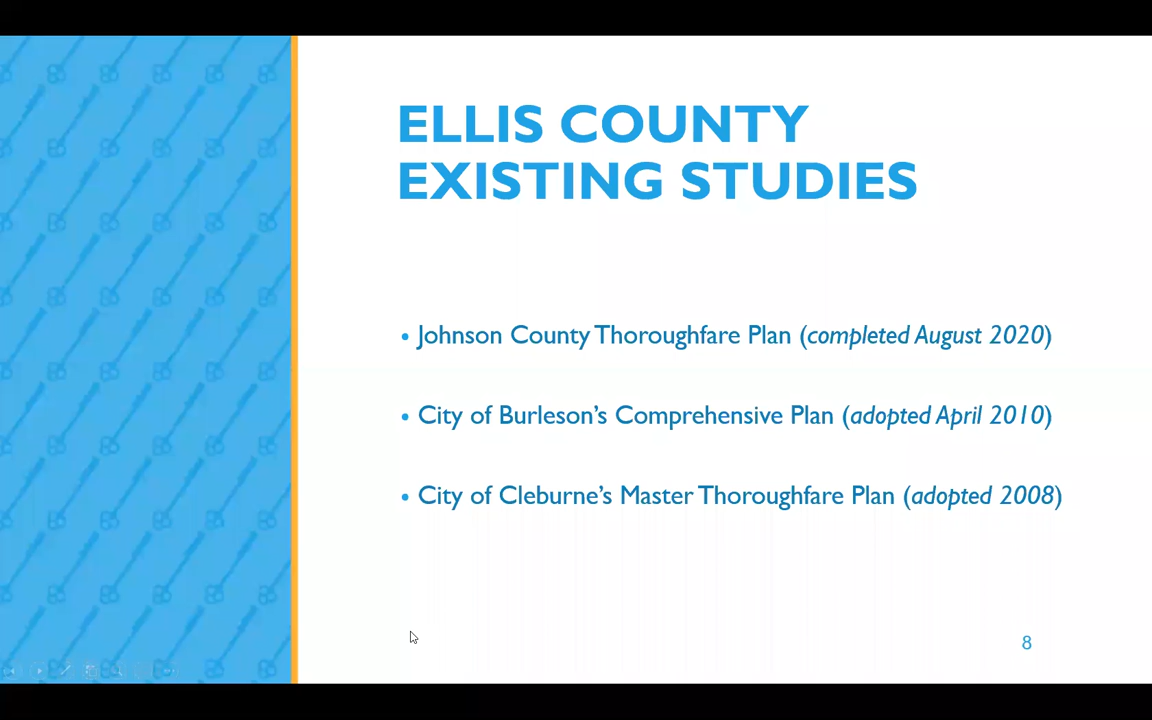 ELLIS COUNTY
EXISTING STUDIES
• Johnson County Thoroughfare Plan (completed August 2020)
• City of Burleson’s Comprehensive Plan (adopted April 2010)
• City of Cleburne’s Master Thoroughfare Plan (adopted 2008)
8